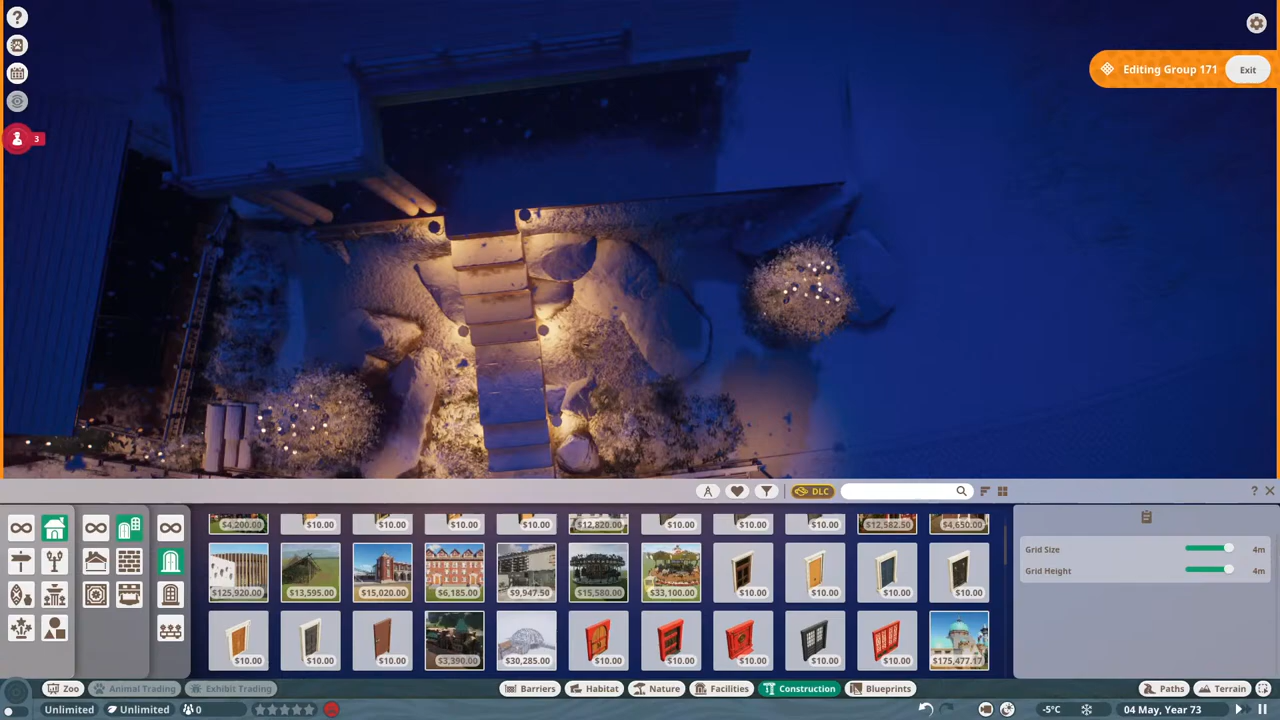 ?
Editing Group 171
Exit
3
DLC
? ×
$4,200.00 $10.00 $10.00 $10.00 $10.00 $12,820.00 $10.00 $10.00 $10.00 $12,582.50 $4,650.00
$125,920.00 $13,595.00 $15,020.00 $6,185.00 $9,947.50 $15,580.00 $33,100.00 $10.00 $10.00 $10.00 $10.00
$10.00 $10.00 $10.00 $3,390.00 $30,285.00 $10.00 $10.00 $10.00 $10.00 $10.00 $175,477.17
Grid Size 4m
Grid Height 4m
Zoo Animal Trading Exhibit Trading Barriers Habitat Nature Facilities Construction Blueprints Paths Terrain
Unlimited Unlimited 0 -5°C 04 May, Year 73